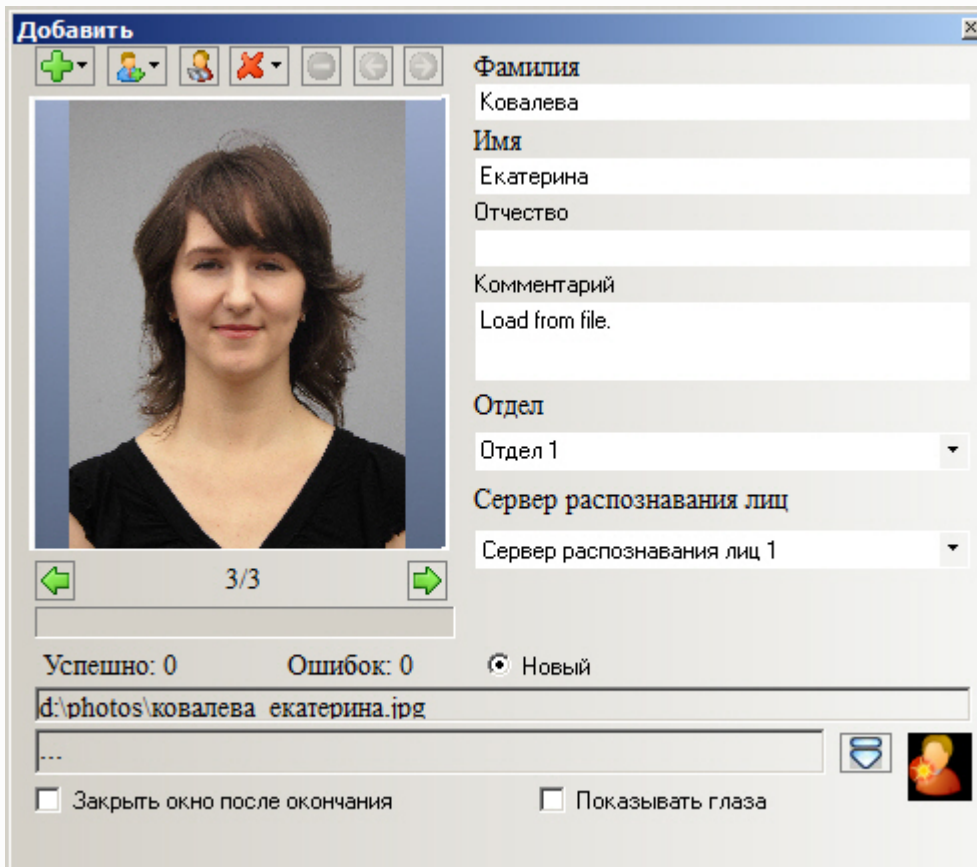 Добавить
Фамилия
Ковалева
Имя
Екатерина
Отчество
Комментарий
Load from file.
Отдел
Отдел 1
Сервер распознавания лиц
Сервер распознавания лиц 1
3/3
Успешно: 0 Ошибок: 0 Новый
d:\photos\ковалева_екатерина.jpg
...
Закрыть окно после окончания Показывать глаза